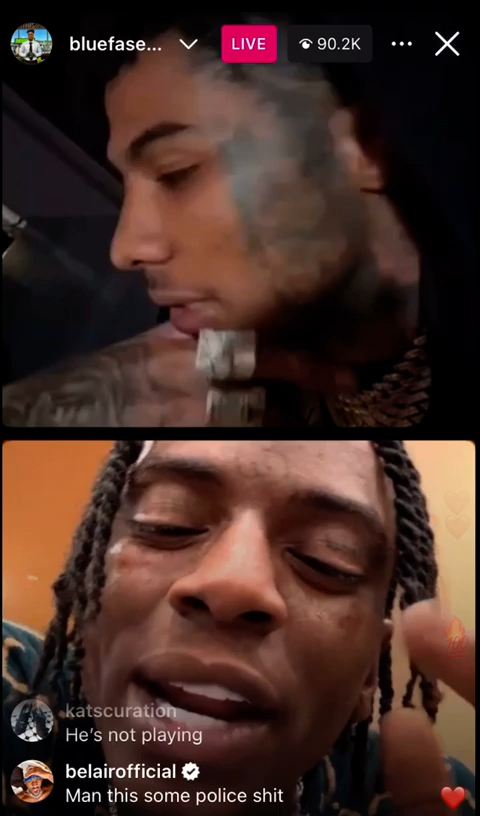 bluefase...
LIVE
90.2K
katscuration
He's not playing
belairofficial
Man this some police shit